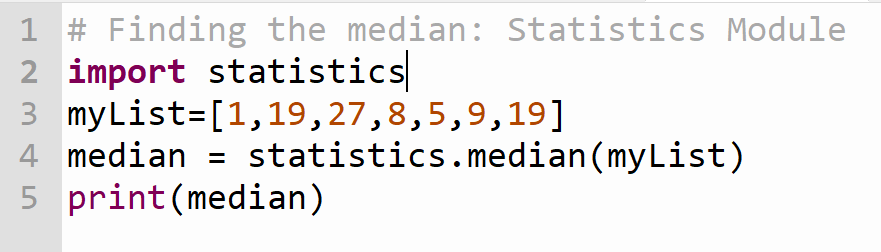 1 # Finding the median: Statistics Module
2 import statistics
3 myList=[1,19,27,8,5,9,19]
4 median = statistics.median(myList)
5 print(median)